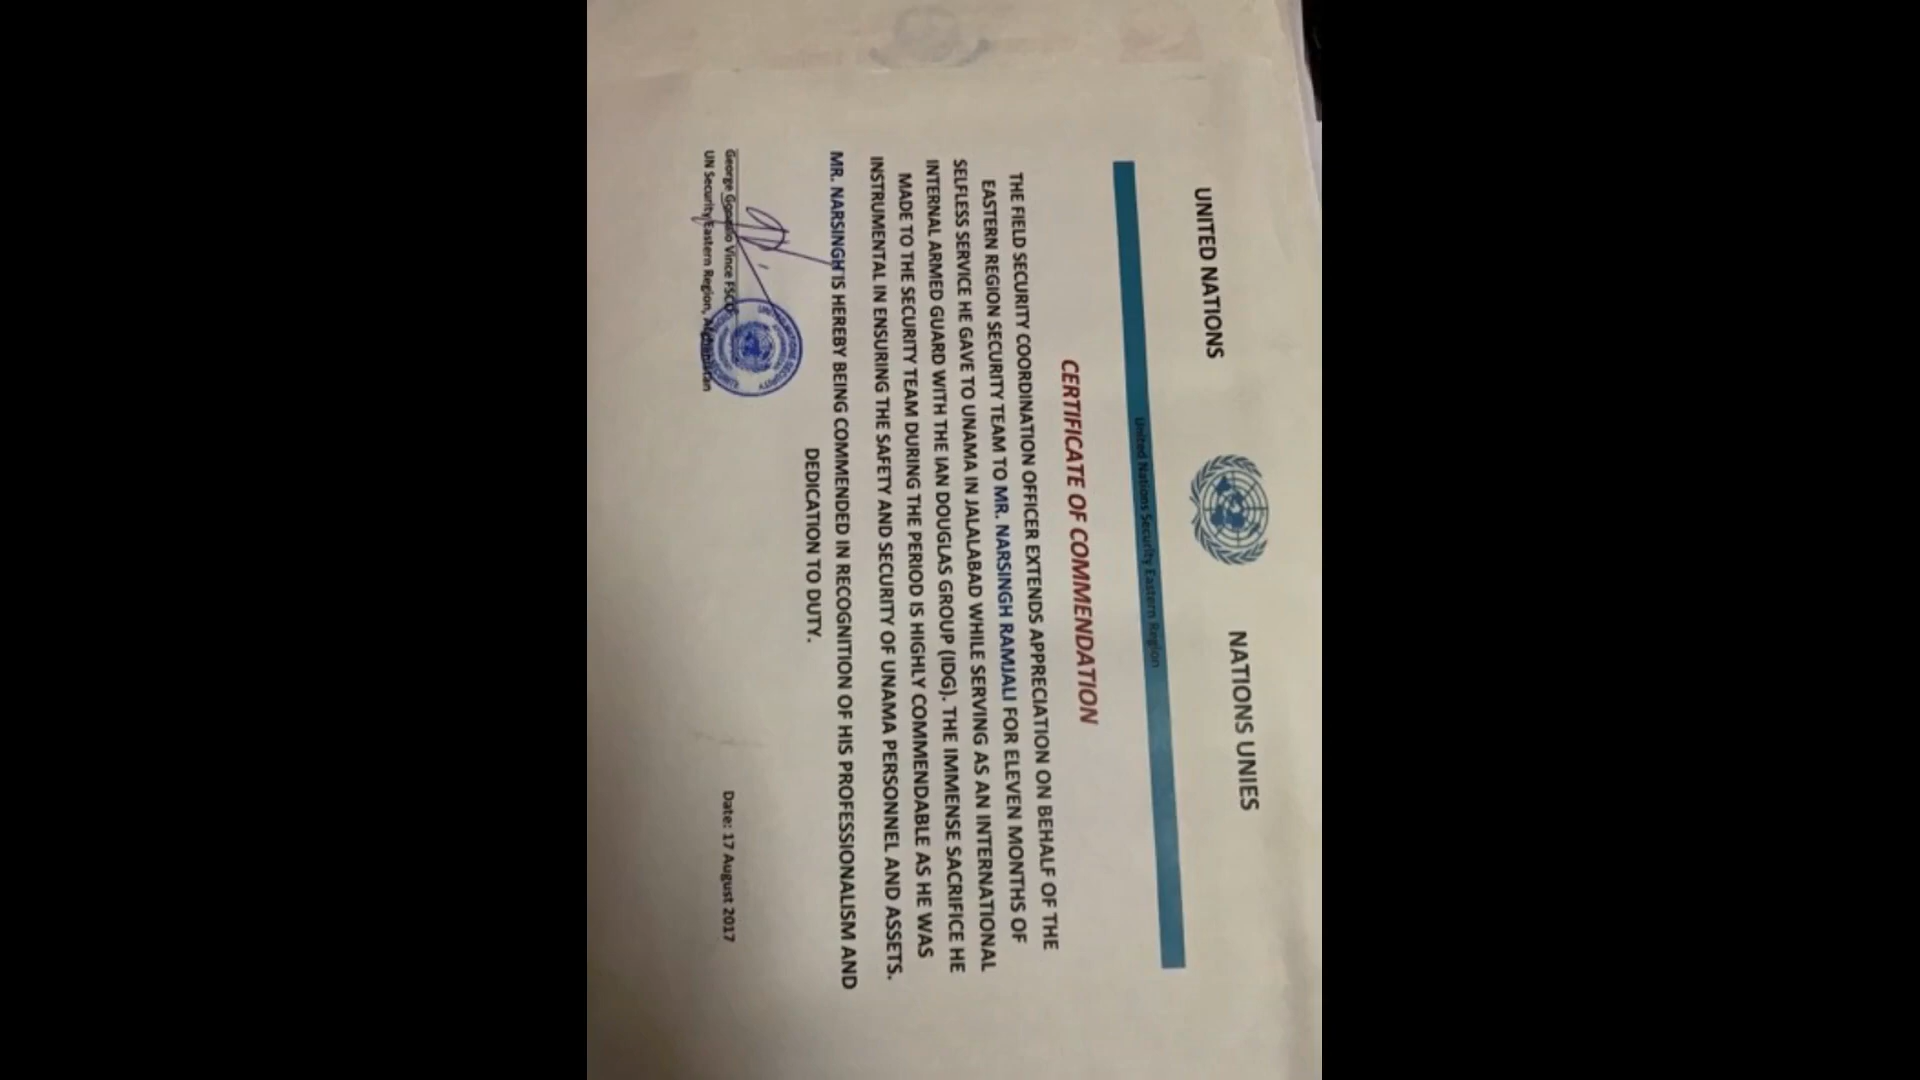 UNITED NATIONS
NATIONS UNIES
United Nations Security Eastern Region
CERTIFICATE OF COMMENDATION
THE FIELD SECURITY COORDINATION OFFICER EXTENDS APPRECIATION ON BEHALF OF THE
EASTERN REGION SECURITY TEAM TO MR. NARSINGH RAMJALI FOR ELEVEN MONTHS OF
SELFLESS SERVICE HE GAVE TO UNAMA IN JALALABAD WHILE SERVING AS AN INTERNATIONAL
INTERNAL ARMED GUARD WITH THE IAN DOUGLAS GROUP (IDG). THE IMMENSE SACRIFICE HE
MADE TO THE SECURITY TEAM DURING THE PERIOD IS HIGHLY COMMENDABLE AS HE WAS
INSTRUMENTAL IN ENSURING THE SAFETY AND SECURITY OF UNAMA PERSONNEL AND ASSETS.
MR. NARSINGH IS HEREBY BEING COMMENDED IN RECOGNITION OF HIS PROFESSIONALISM AND
DEDICATION TO DUTY.
George Vince FSCO
UN Security Eastern Region, Afghanistan
Date: 17 August 2017